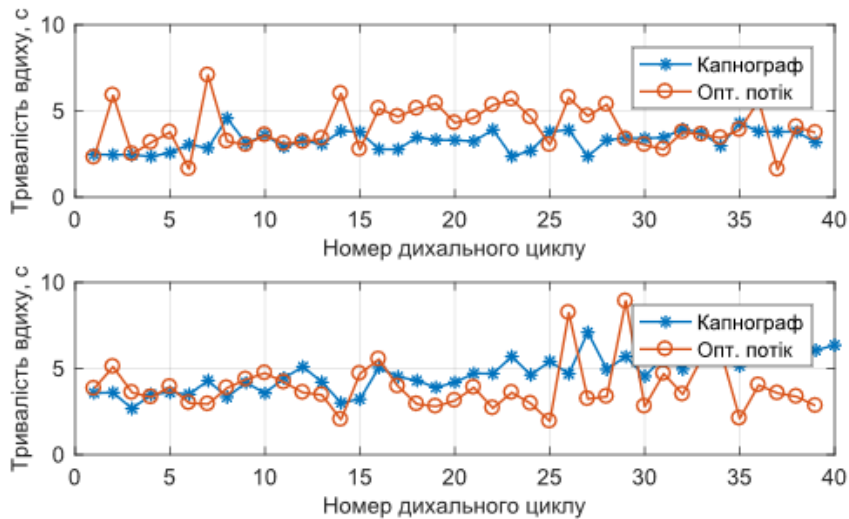 10
5
0
Тривалість вдиху, с
Капнограф
Опт. потік
0 5 10 15 20 25 30 35 40
Номер дихального циклу
10
5
0
Тривалість вдиху, с
Капнограф
Опт. потік
0 5 10 15 20 25 30 35 40
Номер дихального циклу